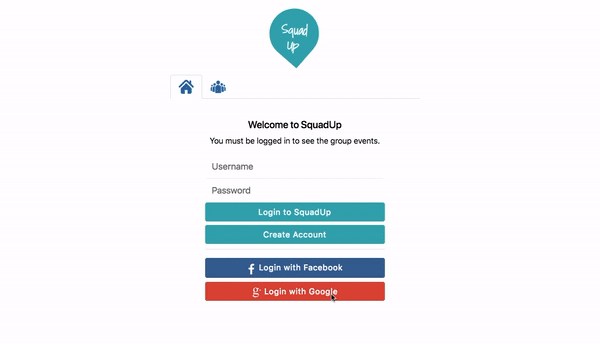 Squad
Up
Welcome to SquadUp
You must be logged in to see the group events.
Username
Password
Login to SquadUp
Create Account
f Login with Facebook
g+ Login with Google